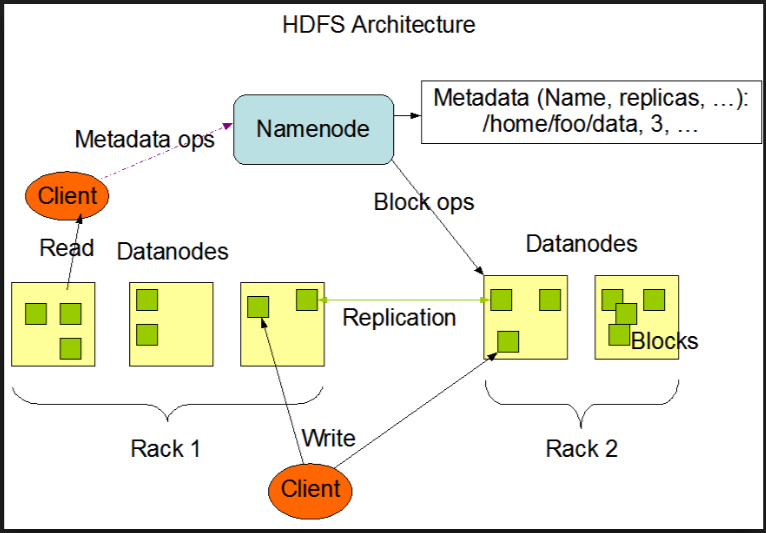 HDFS Architecture
Metadata (Name, replicas, …):
/home/foo/data, 3, …
Namenode
Metadata ops
Client
Block ops
Read
Datanodes
Datanodes
Replication
Blocks
Rack 1
Write
Rack 2
Client